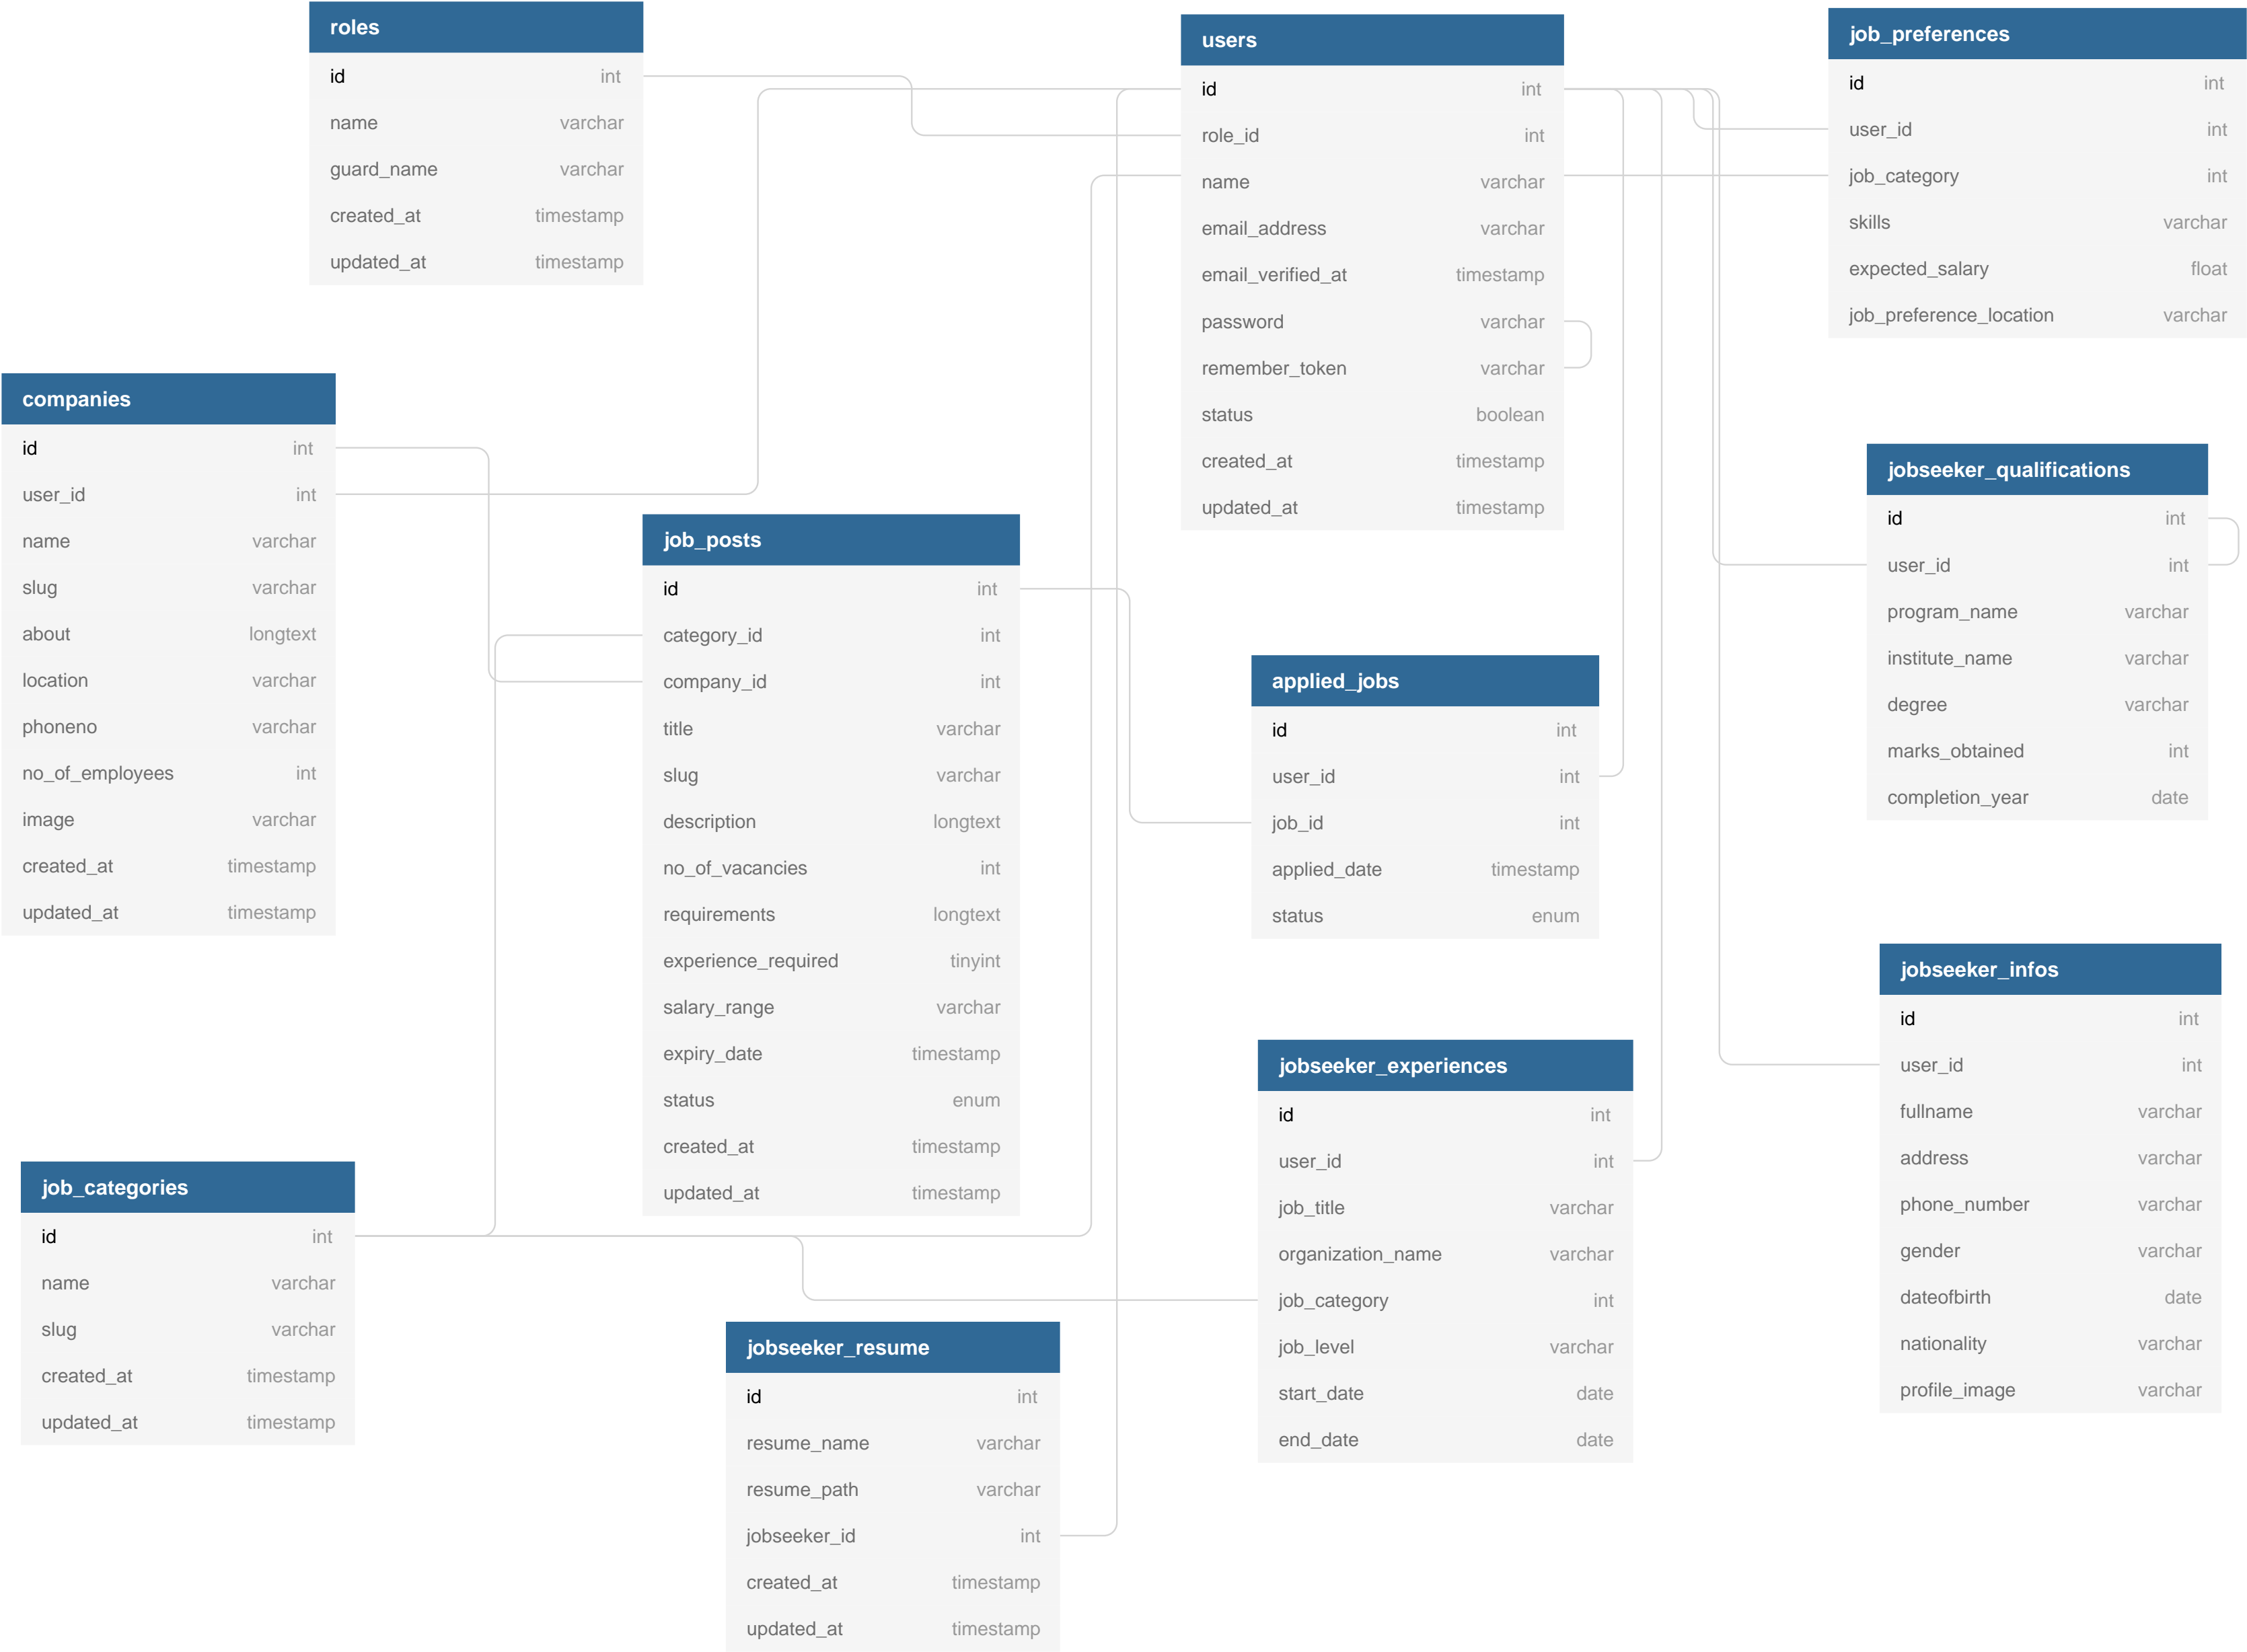 roles
id int
name varchar
guard_name varchar
created_at timestamp
updated_at timestamp
users
id int
role_id int
name varchar
email_address varchar
email_verified_at timestamp
password varchar
remember_token varchar
status boolean
created_at timestamp
updated_at timestamp
job_preferences
id int
user_id int
job_category int
skills varchar
expected_salary float
job_preference_location varchar
companies
id int
user_id int
name varchar
slug varchar
about longtext
location varchar
phoneno varchar
no_of_employees int
image varchar
created_at timestamp
updated_at timestamp
job_posts
id int
category_id int
company_id int
title varchar
slug varchar
description longtext
no_of_vacancies int
requirements longtext
experience_required tinyint
salary_range varchar
expiry_date timestamp
status enum
created_at timestamp
updated_at timestamp
jobseeker_qualifications
id int
user_id int
program_name varchar
institute_name varchar
degree varchar
marks_obtained int
completion_year date
applied_jobs
id int
user_id int
job_id int
applied_date timestamp
status enum
jobseeker_infos
id int
user_id int
fullname varchar
address varchar
phone_number varchar
gender varchar
dateofbirth date
nationality varchar
profile_image varchar
jobseeker_experiences
id int
user_id int
job_title varchar
organization_name varchar
job_category int
job_level varchar
start_date date
end_date date
job_categories
id int
name varchar
slug varchar
created_at timestamp
updated_at timestamp
jobseeker_resume
id int
resume_name varchar
resume_path varchar
jobseeker_id int
created_at timestamp
updated_at timestamp